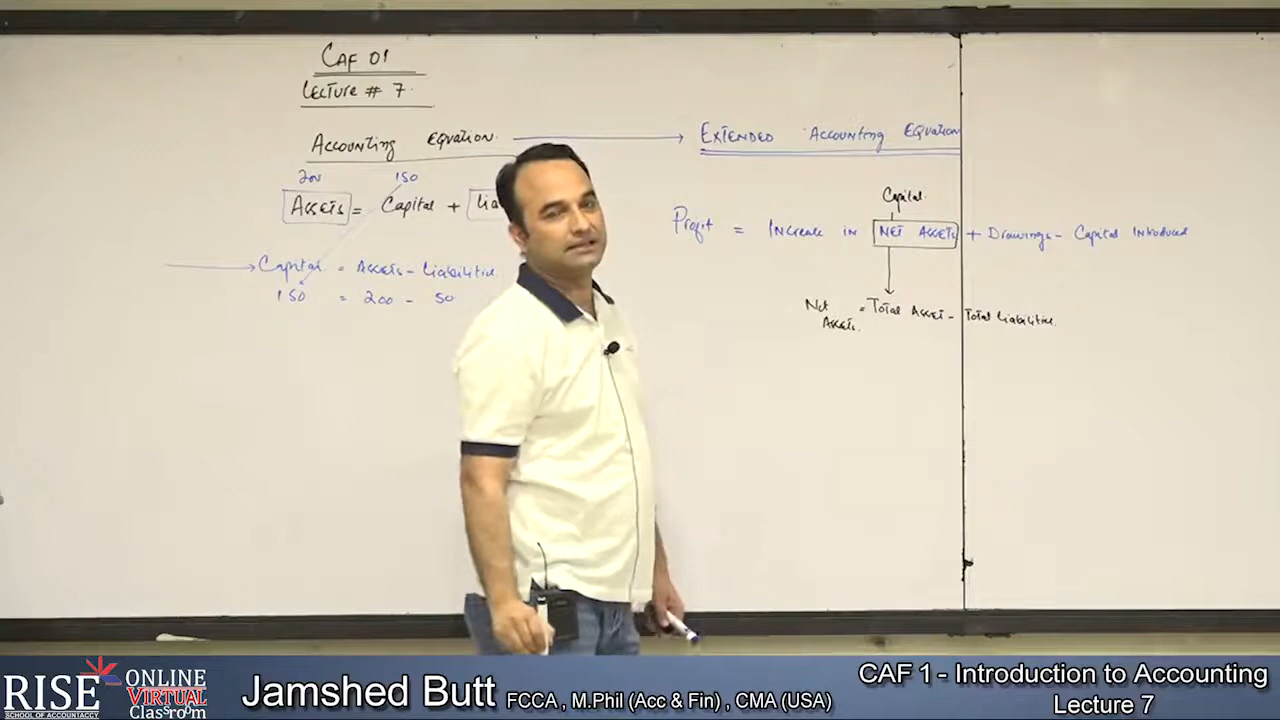 CAF 01
Lecture # 7.
Accounting Equation
EXTENDED ACCOUNTING EQUATION
200 150
ASSETS = Capital + Lia
Capital = Assets - Liabilities
150 = 200 - 50
Capital.
Profit = Increase in NET ASSETS + Drawings - Capital Introduced
Net Assets. = Total Asset - Total Liabilities.
RISE
SCHOOL OF ACCOUNTANCY
ONLINE
VIRTUAL
Classroom
Jamshed Butt FCCA , M.Phil (Acc & Fin) , CMA (USA)
CAF 1 - Introduction to Accounting
Lecture 7